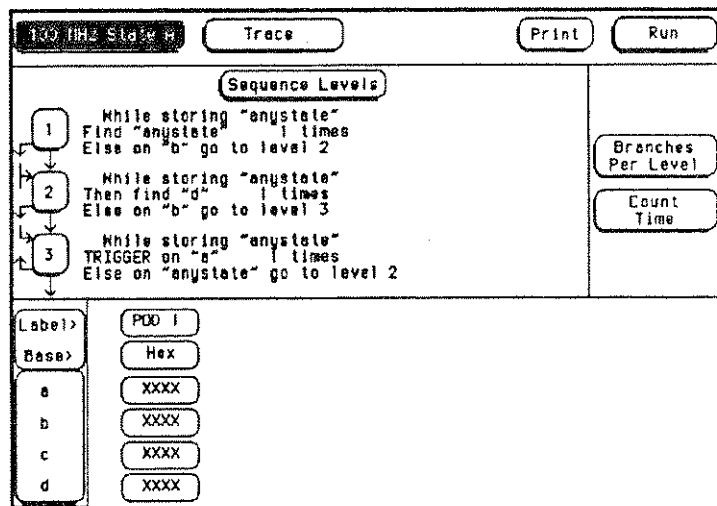 Trace
Print
Run
Sequence Levels
1
While storing "anystate"
Find "anystate" 1 times
Else on "b" go to level 2
2
While storing "anystate"
Then find "d" 1 times
Else on "b" go to level 3
3
While storing "anystate"
TRIGGER on "a" 1 times
Else on "anystate" go to level 2
Branches
Per Level
Count
Time
Label> POD 1
Base> Hex
a XXXX
b XXXX
c XXXX
d XXXX